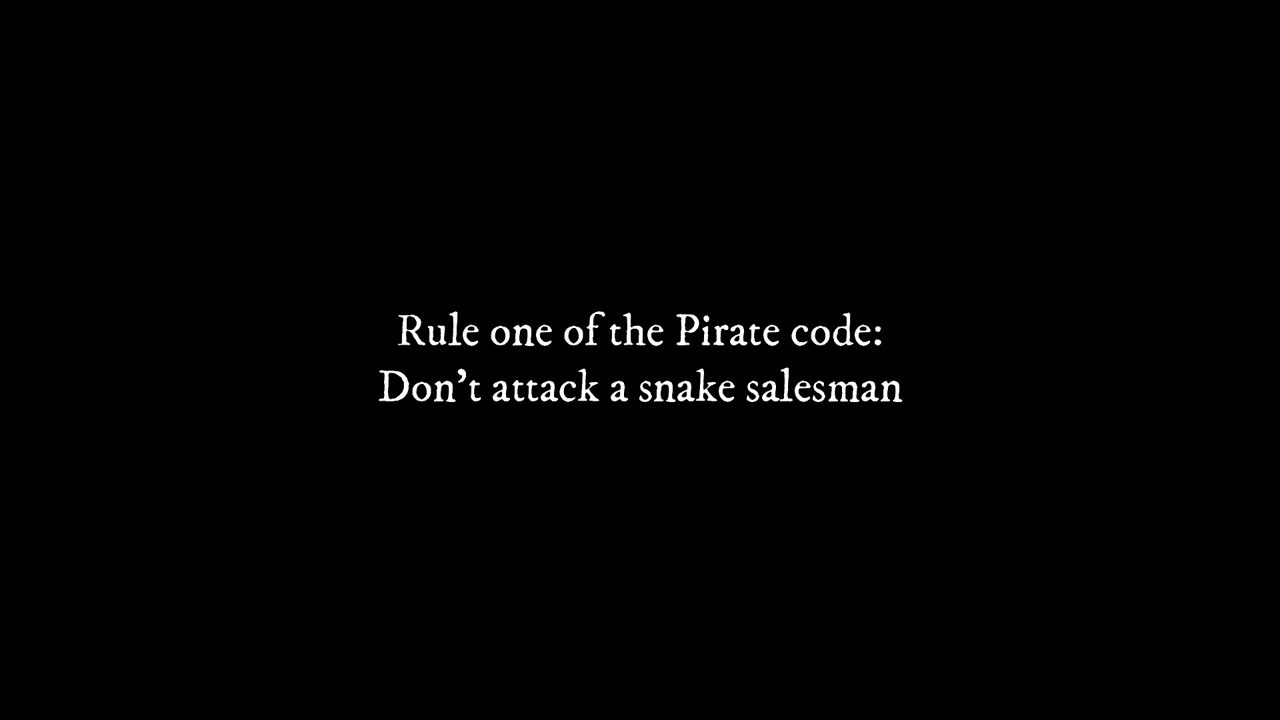 Rule one of the Pirate code:
Don’t attack a snake salesman